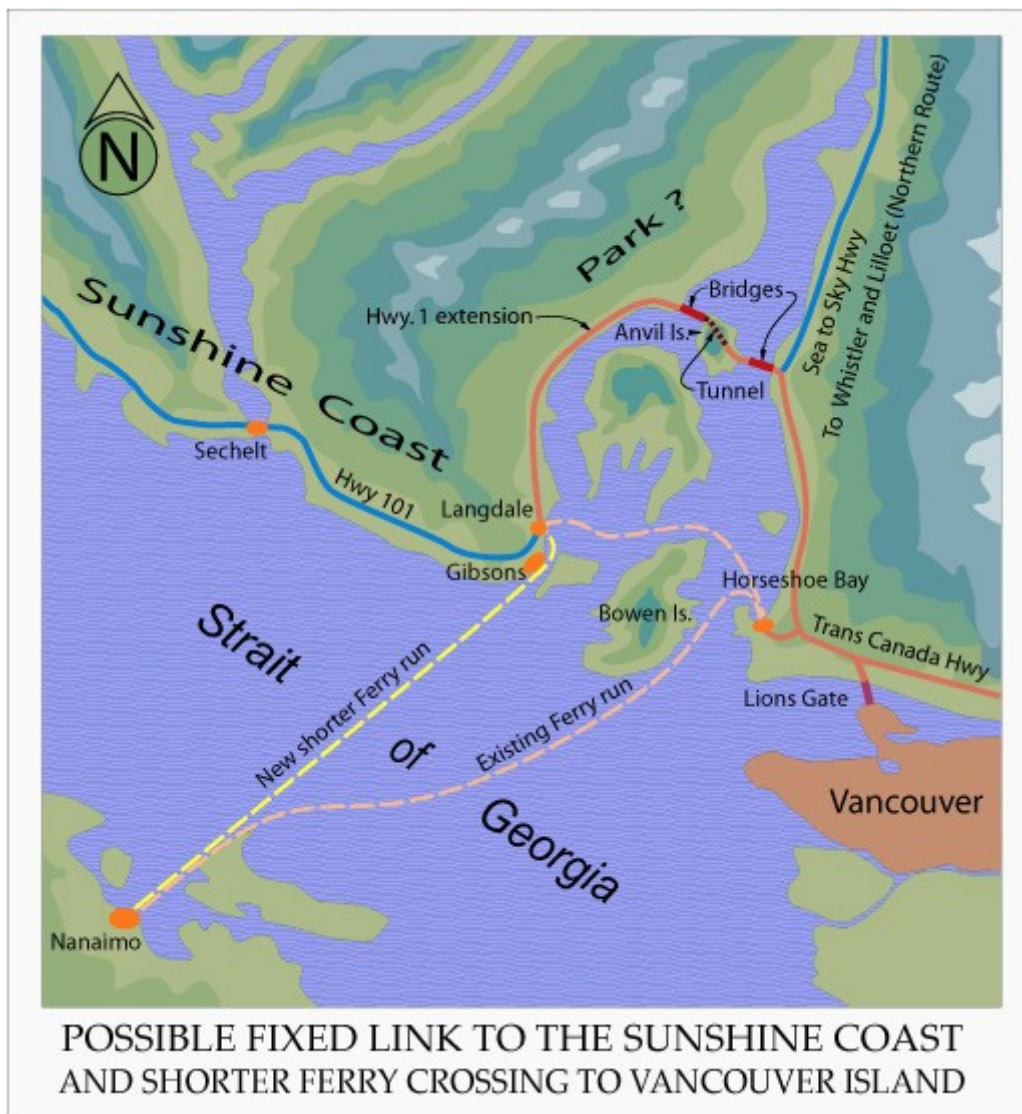 N
Park ?
Sunshine Coast
Hwy. 1 extension
Bridges
Anvil Is.
Tunnel
Sea to Sky Hwy
To Whistler and Lilloet (Northern Route)
Sechelt
Hwy 101
Langdale
Gibsons
Horseshoe Bay
Bowen Is.
Trans Canada Hwy
Lions Gate
Strait
of
Georgia
New shorter Ferry run
Existing Ferry run
Vancouver
Nanaimo
POSSIBLE FIXED LINK TO THE SUNSHINE COAST
AND SHORTER FERRY CROSSING TO VANCOUVER ISLAND